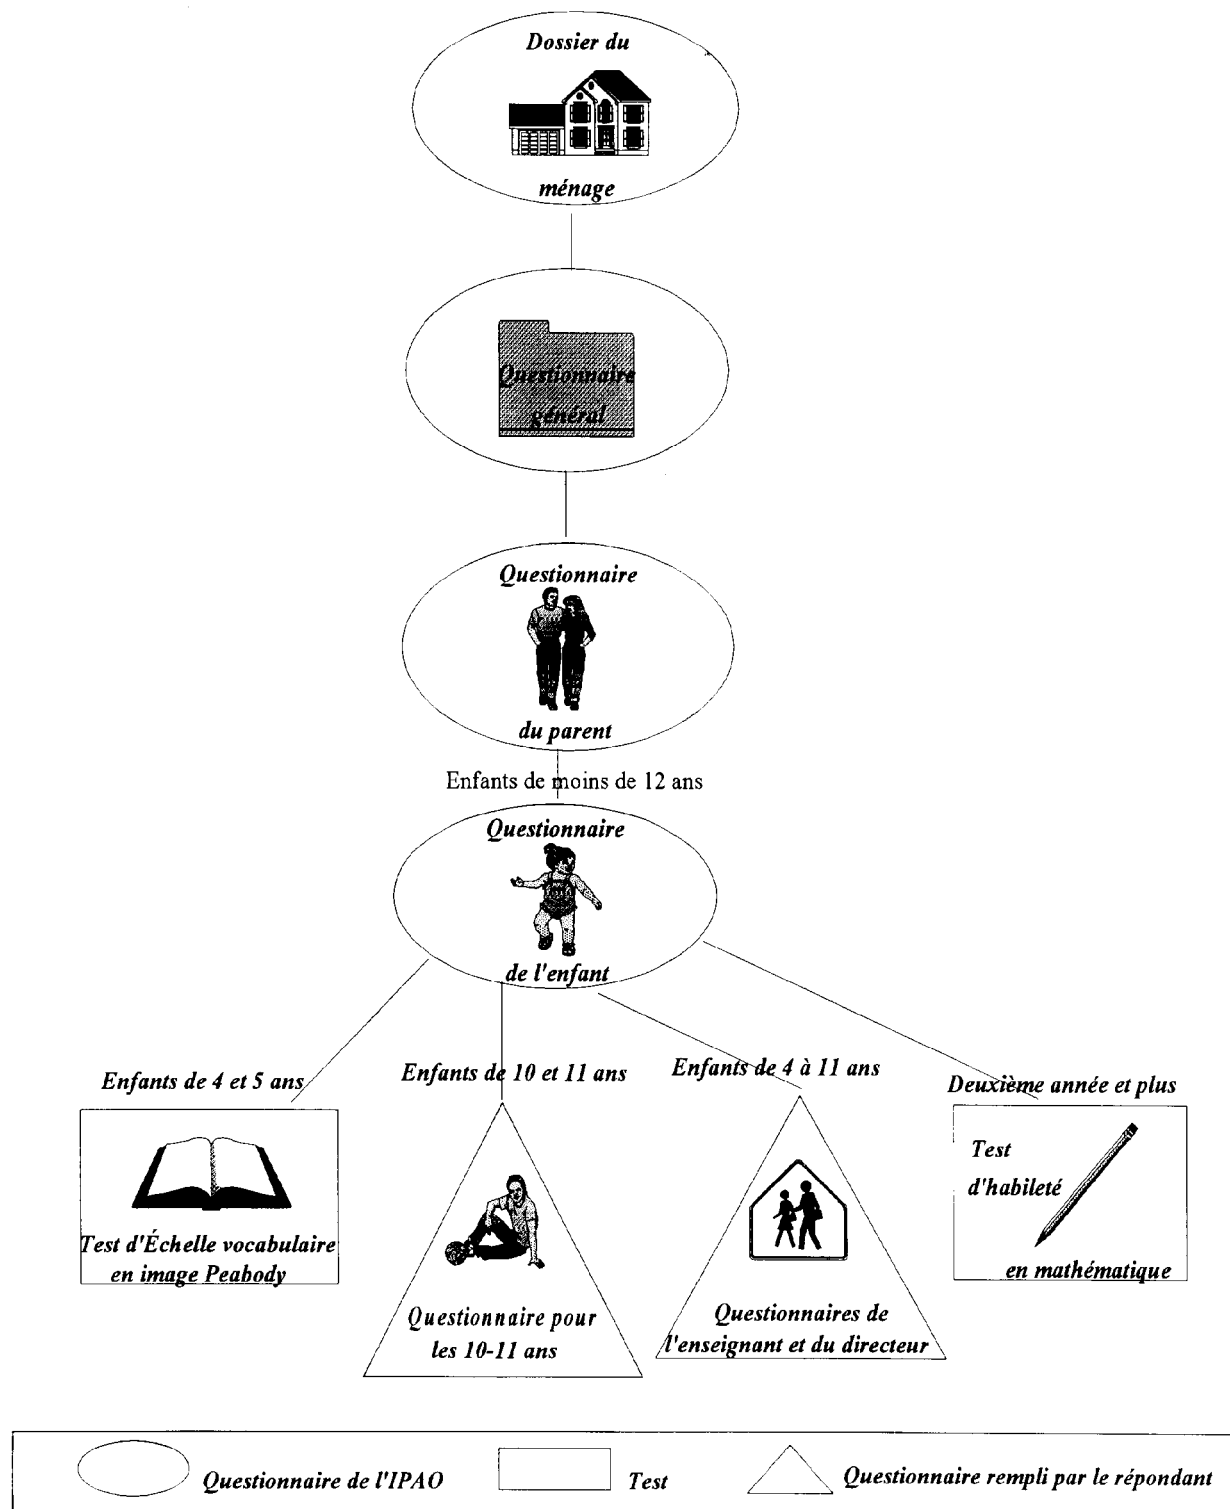 Dossier du
ménage
Questionnaire
général
Questionnaire
du parent
Enfants de moins de 12 ans
Questionnaire
de l'enfant
Enfants de 4 et 5 ans
Test d'Échelle vocabulaire
en image Peabody
Enfants de 10 et 11 ans
Questionnaire pour
les 10-11 ans
Enfants de 4 à 11 ans
Questionnaires de
l'enseignant et du directeur
Deuxième année et plus
Test
d'habileté
en mathématique
Questionnaire de l'IPAO
Test
Questionnaire rempli par le répondant